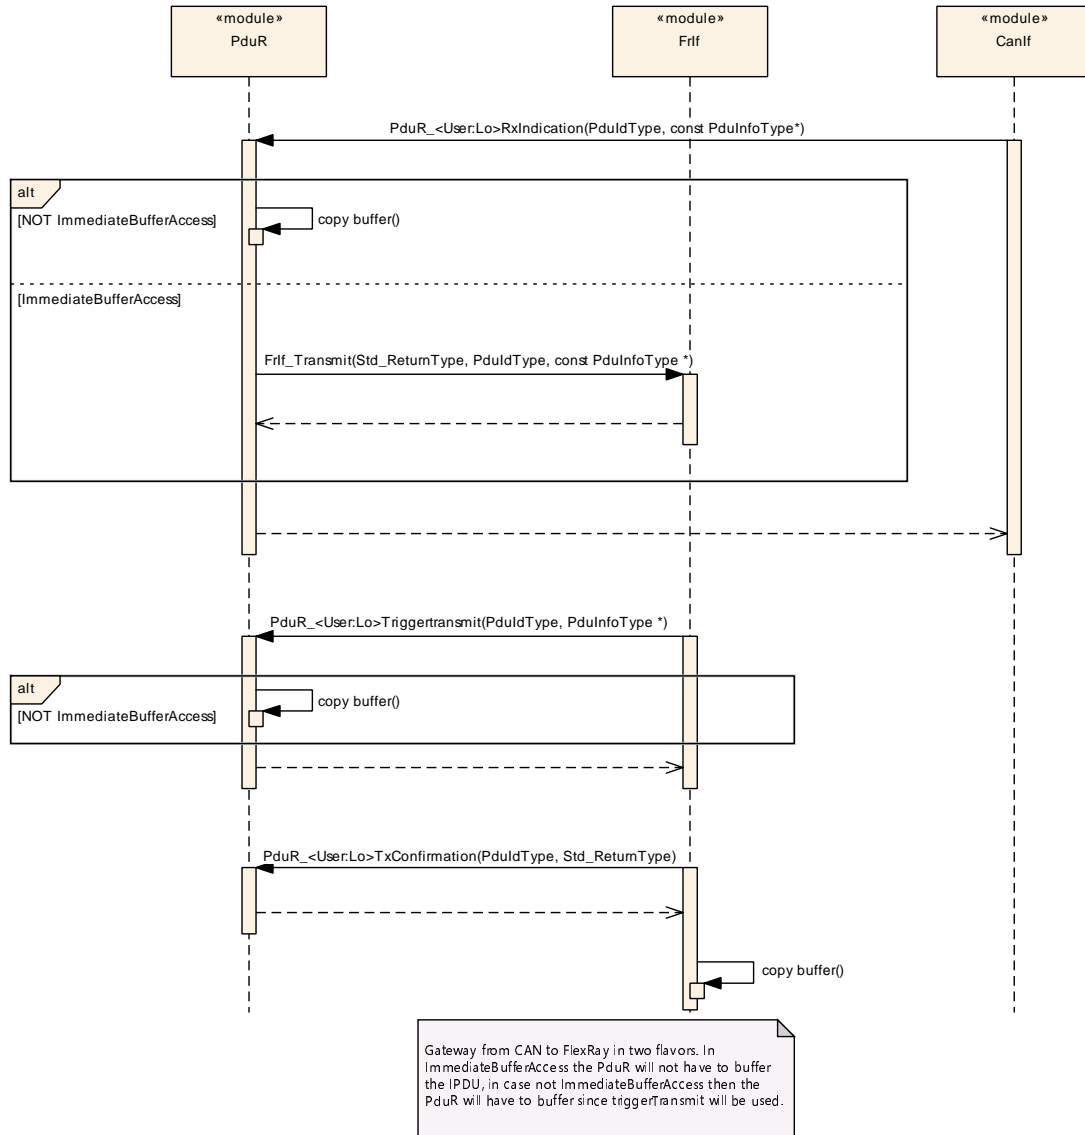 «module»
PduR
«module»
FrIf
«module»
CanIf
PduR_<User:Lo>RxIndication(PduIdType, const PduInfoType*)
alt
[NOT ImmediateBufferAccess]
copy buffer()
[ImmediateBufferAccess]
FrIf_Transmit(Std_ReturnType, PduIdType, const PduInfoType *)
PduR_<User:Lo>Triggertransmit(PduIdType, PduInfoType *)
alt
copy buffer()
[NOT ImmediateBufferAccess]
PduR_<User:Lo>TxConfirmation(PduIdType, Std_ReturnType)
copy buffer()
Gateway from CAN to FlexRay in two flavors. In
ImmediateBufferAccess the PduR will not have to buffer
the IPDU, in case not ImmediateBufferAccess then the
PduR will have to buffer since triggerTransmit will be used.